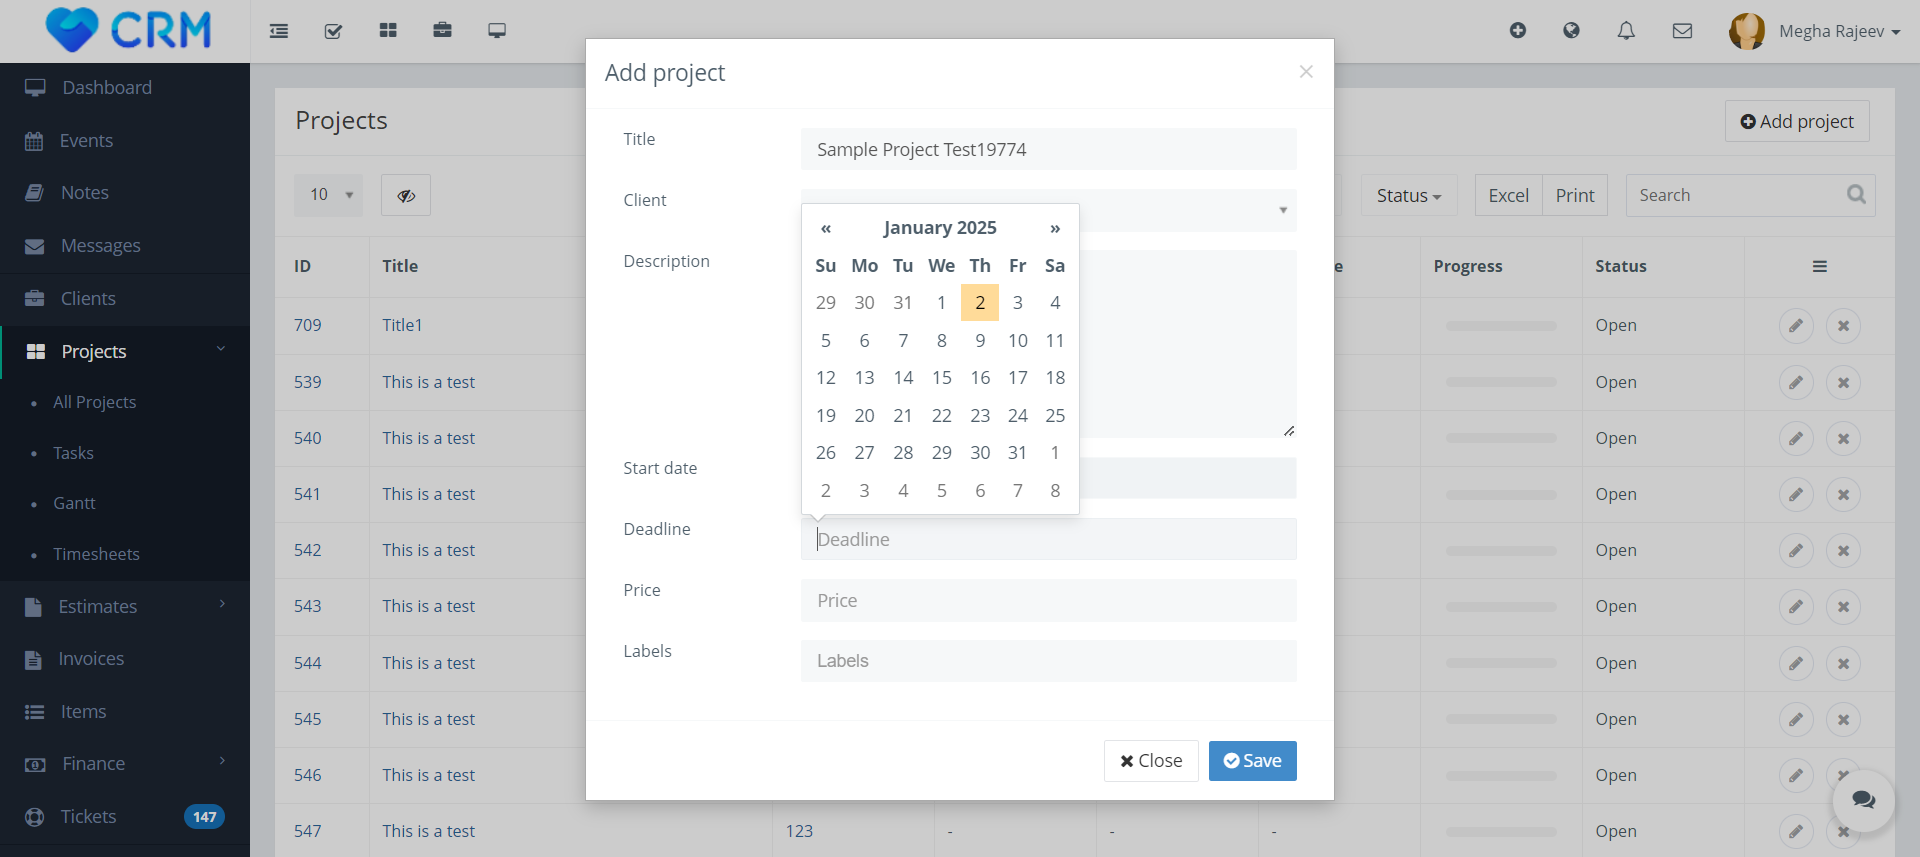 CRM
Megha Rajeev
Dashboard
Events
Notes
Messages
Clients
Projects
All Projects
Tasks
Gantt
Timesheets
Estimates
Invoices
Items
Finance
Tickets 147
Projects
Add project
10
Status
Excel
Print
Search
ID Title Progress Status
709 Title1 Open
539 This is a test Open
540 This is a test Open
541 This is a test Open
542 This is a test Open
543 This is a test Open
544 This is a test Open
545 This is a test Open
546 This is a test Open
547 This is a test 123 - - - Open
Add project
×
Title Sample Project Test19774
Client
Description
Start date
Deadline Deadline
Price Price
Labels Labels
« January 2025 »
Su Mo Tu We Th Fr Sa
29 30 31 1 2 3 4
5 6 7 8 9 10 11
12 13 14 15 16 17 18
19 20 21 22 23 24 25
26 27 28 29 30 31 1
2 3 4 5 6 7 8
Close
Save